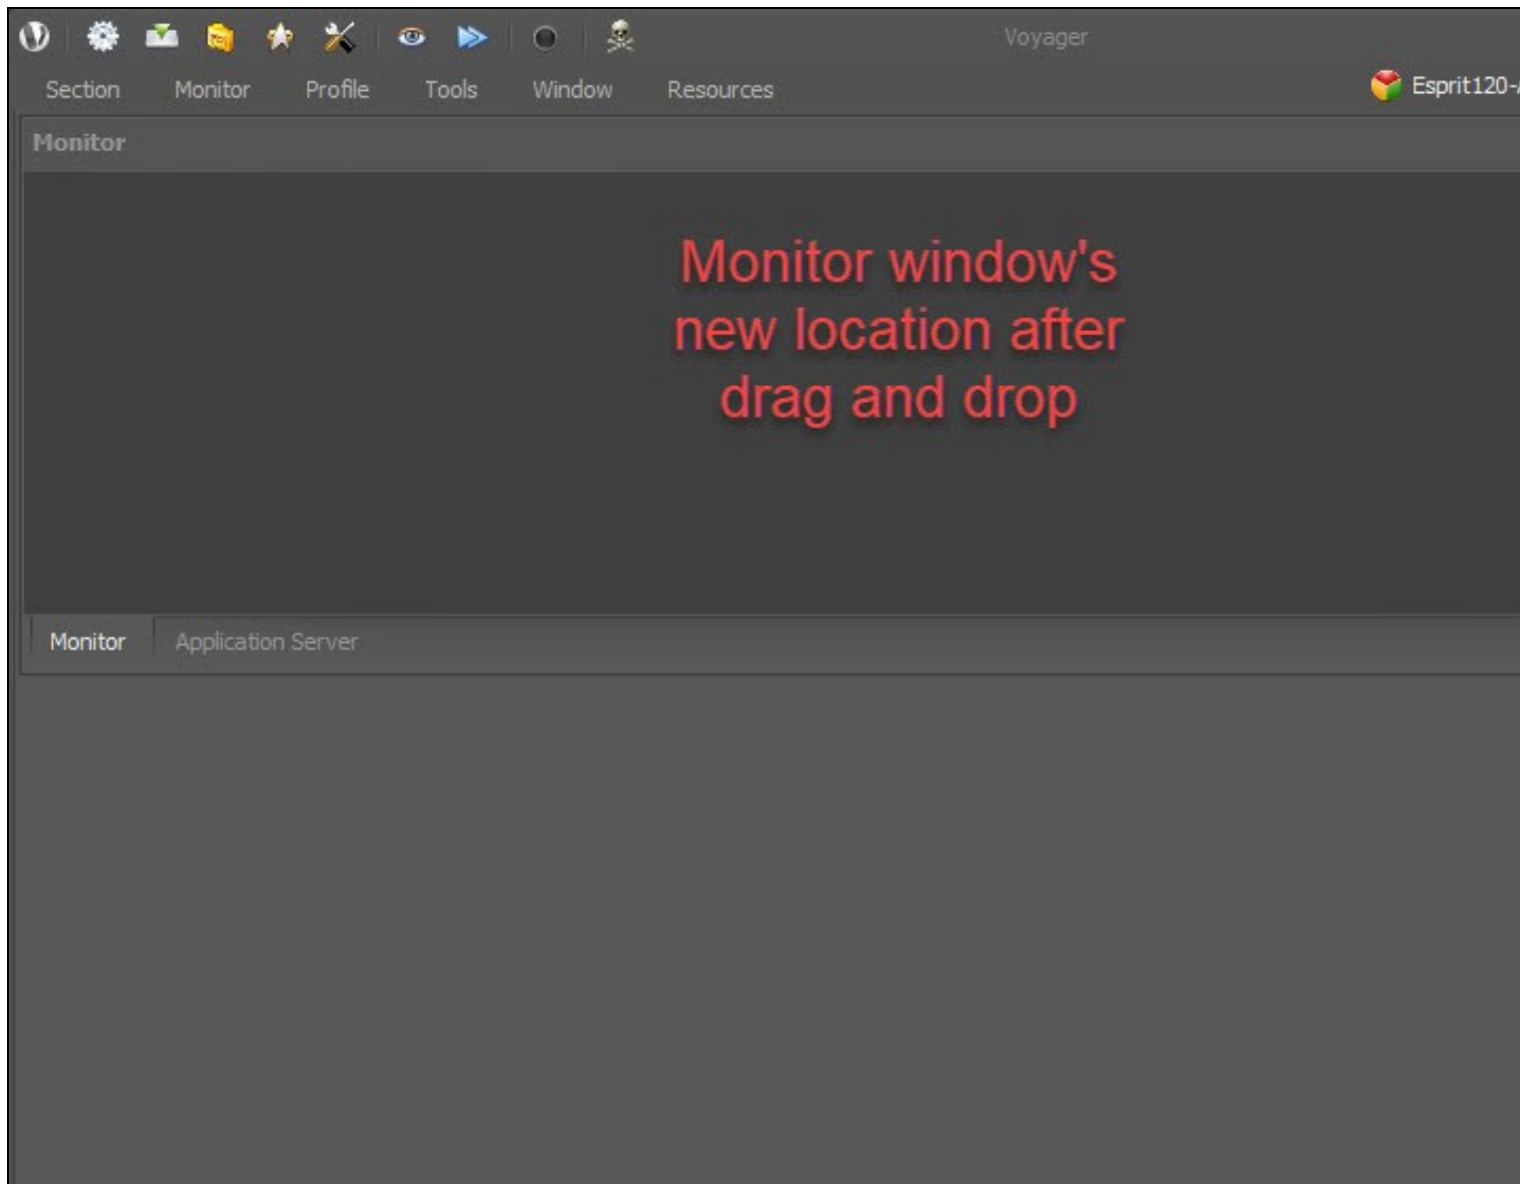 Voyager
Section Monitor Profile Tools Window Resources Esprit120-
Monitor
Monitor window's
new location after
drag and drop
Monitor Application Server